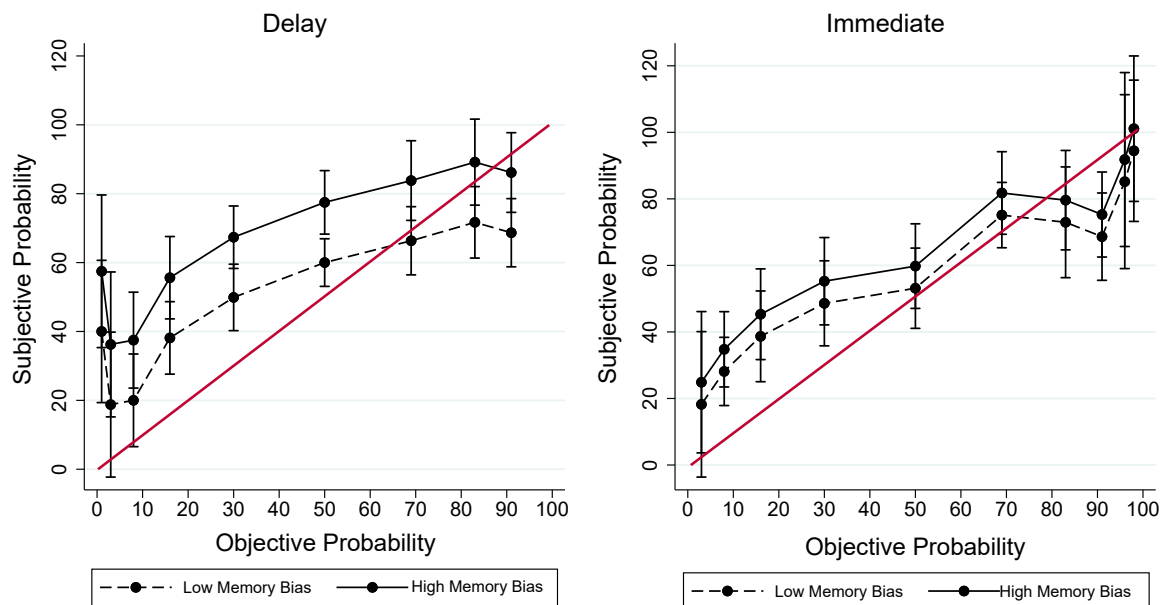 Delay
Subjective Probability
120
100
80
60
40
20
0
0 10 20 30 40 50 60 70 80 90 100
Objective Probability
Low Memory Bias High Memory Bias
Immediate
Subjective Probability
120
100
80
60
40
20
0
0 10 20 30 40 50 60 70 80 90 100
Objective Probability
Low Memory Bias High Memory Bias